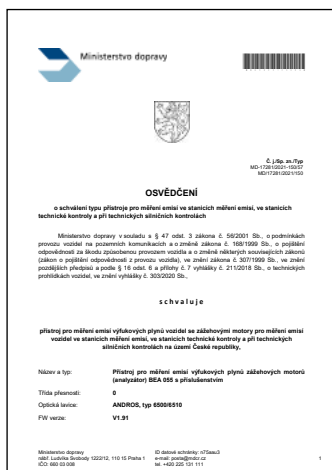 Ministerstvo dopravy
Č. j./Sp. zn./Typ
MD-17281/2021-150/57
MD/17281/2021/150
OSVĚDČENÍ
o schválení typu přístroje pro měření emisí ve stanicích měření emisí, ve stanicích
technické kontroly a při technických silničních kontrolách
Ministerstvo dopravy v souladu s § 47 odst. 3 zákona č. 56/2001 Sb., o podmínkách
provozu vozidel na pozemních komunikacích a o změně zákona č. 168/1999 Sb., o pojištění
odpovědnosti za škodu způsobenou provozem vozidla a o změně některých souvisejících zákonů
(zákon o pojištění odpovědnosti z provozu vozidla), ve znění zákona č. 307/1999 Sb., ve znění
pozdějších předpisů a podle § 16 odst. 6 a přílohy č. 7 vyhlášky č. 211/2018 Sb., o technických
prohlídkách vozidel, ve znění vyhlášky č. 303/2020 Sb.,
schvaluje
přístroj pro měření emisí výfukových plynů vozidel se zážehovými motory pro měření emisí
vozidel ve stanicích měření emisí, ve stanicích technické kontroly a při technických
silničních kontrolách na území České republiky,
Název a typ: Přístroj pro měření emisí výfukových plynů zážehových motorů
(analyzátor) BEA 055 s příslušenstvím
Třída přesnosti: 0
Optická lavice: ANDROS, typ 6500/6510
FW verze: V1.91
Ministerstvo dopravy ID datové schránky: n75aau3
nábř. Ludvíka Svobody 1222/12, 110 15 Praha 1 e-mail: posta@mdcr.cz 1
IČO: 660 03 008 tel. +420 225 131 111